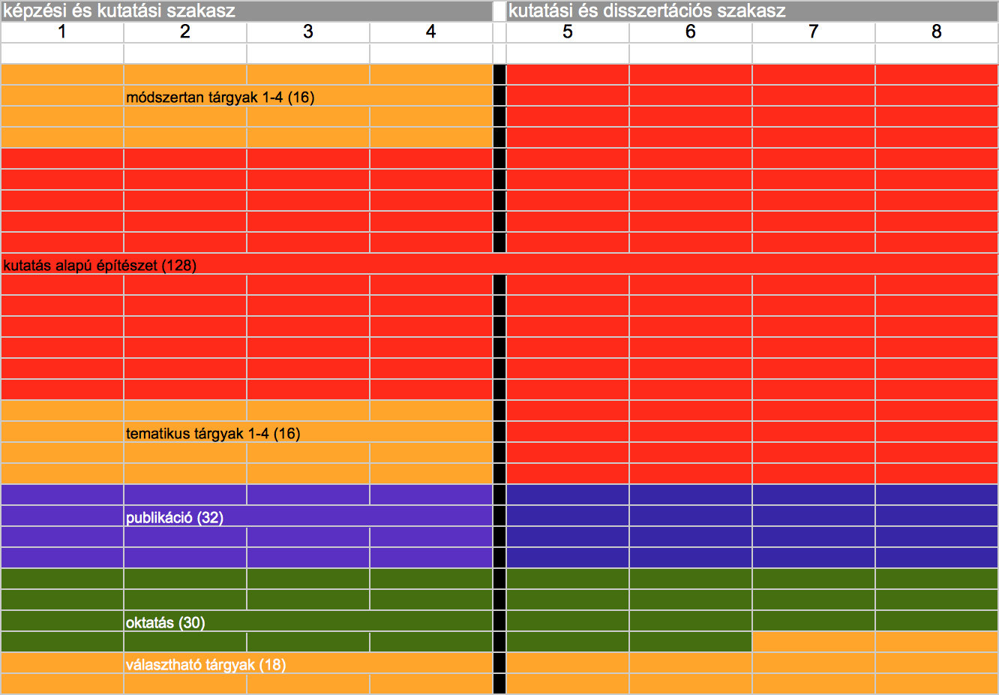 képzési és kutatási szakasz kutatási és disszertációs szakasz
1 2 3 4 5 6 7 8
módszertan tárgyak 1-4 (16)
kutatás alapú építészet (128)
tematikus tárgyak 1-4 (16)
publikáció (32)
oktatás (30)
választható tárgyak (18)